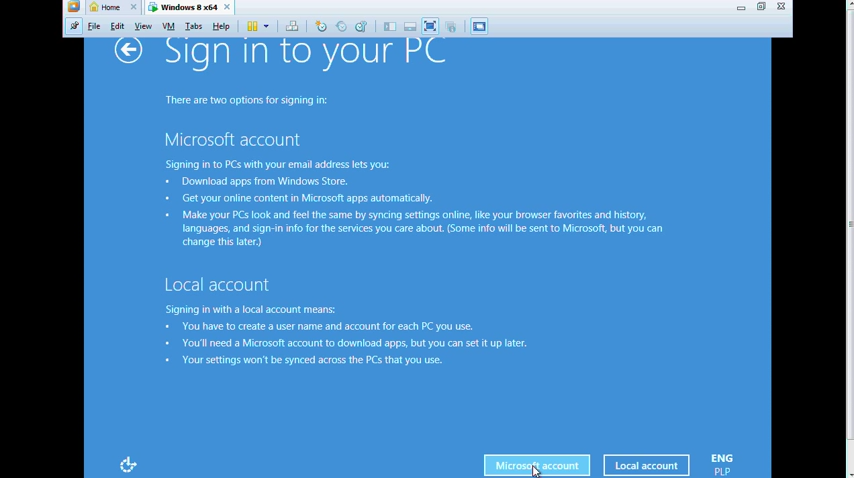 Home
Windows 8 x64
File Edit View VM Tabs Help
Sign in to your PC
There are two options for signing in:
Microsoft account
Signing in to PCs with your email address lets you:
• Download apps from Windows Store.
• Get your online content in Microsoft apps automatically.
• Make your PCs look and feel the same by syncing settings online, like your browser favorites and history,
languages, and sign-in info for the services you care about. (Some info will be sent to Microsoft, but you can
change this later.)
Local account
Signing in with a local account means:
• You have to create a user name and account for each PC you use.
• You'll need a Microsoft account to download apps, but you can set it up later.
• Your settings won't be synced across the PCs that you use.
Microsoft account
Local account
ENG
PLP